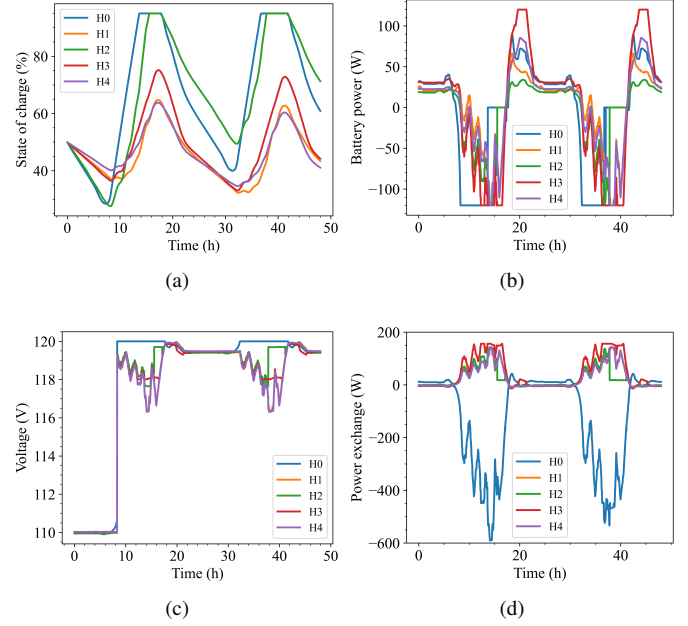 80
60
40
State of charge (%)
H0
H1
H2
H3
H4
0 10 20 30 40 50
Time (h)
(a)
100
50
0
−50
−100
Battery power (W)
H0
H1
H2
H3
H4
0 20 40
Time (h)
(b)
120
118
116
114
112
110
Voltage (V)
H0
H1
H2
H3
H4
0 10 20 30 40 50
Time (h)
(c)
200
0
−200
−400
−600
Power exchange (W)
H0
H1
H2
H3
H4
0 20 40
Time (h)
(d)